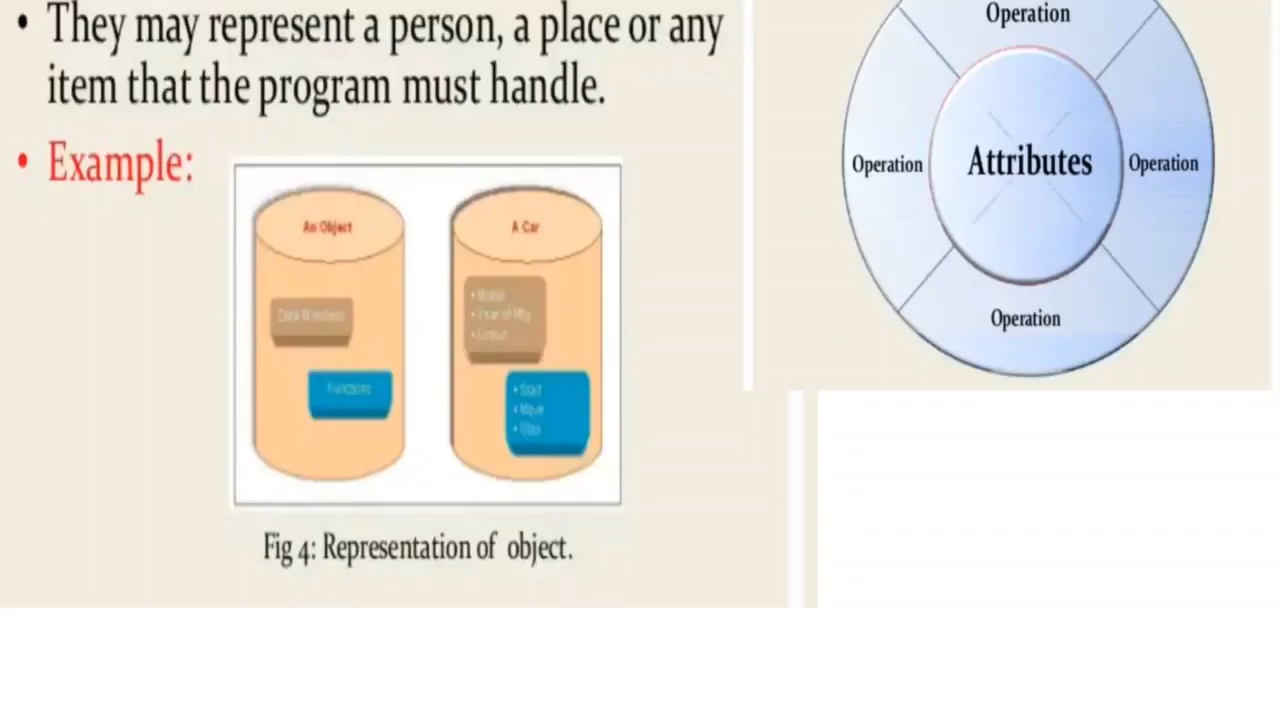 • They may represent a person, a place or any
item that the program must handle.
• Example:
An Object
Data Members
Functions
A Car
• Model
• Year of Mfg
• Colour
• Start
• Move
• Stop
Fig 4: Representation of object.
Operation
Operation
Attributes
Operation
Operation